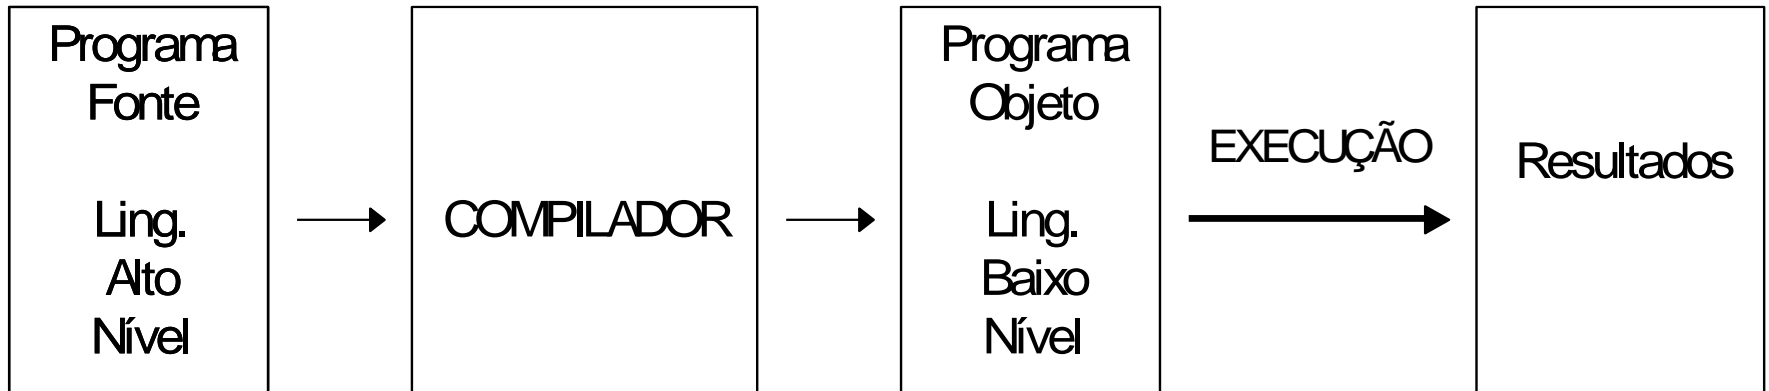 Programa
Fonte
Ling.
Alto
Nível
COMPILADOR
Programa
Objeto
Ling.
Baixo
Nível
EXECUÇÃO
Resultados